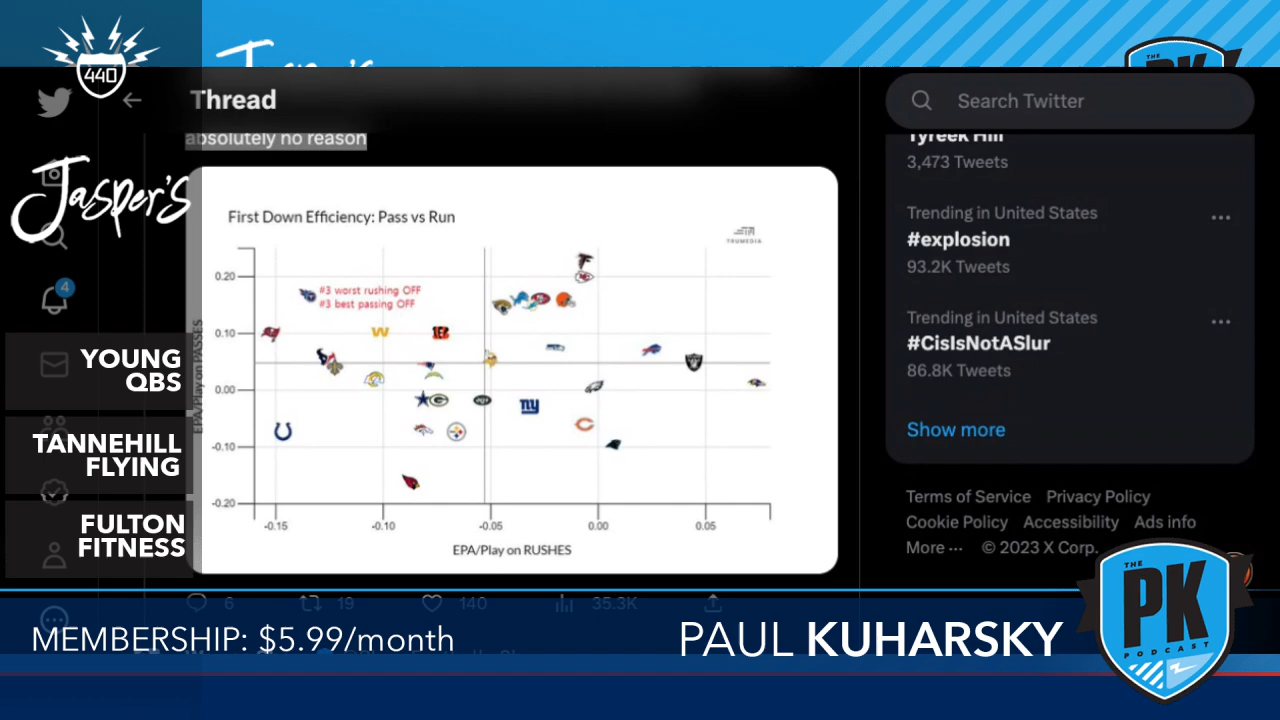 440
Jasper's
THE
Thread
Search Twitter
absolutely no reason
Tyreek Hill
3,473 Tweets
First Down Efficiency: Pass vs Run
TRUMEDIA
Trending in United States
#explosion
93.2K Tweets
4
0.20
#3 worst rushing OFF
#3 best passing OFF
0.10
Trending in United States
#CisIsNotASlur
86.8K Tweets
YOUNG
QBS
EPA/Play on PASSES
0.00
Show more
TANNEHILL
FLYING
-0.10
-0.20
-0.15
-0.10
-0.05
0.00
0.05
EPA/Play on RUSHES
W
ny
Terms of Service Privacy Policy
Cookie Policy Accessibility Ads info
More ··· © 2023 X Corp.
FULTON
FITNESS
6
19
140
35.3K
MEMBERSHIP: $5.99/month
PAUL KUHARSKY
THE
PK
PODCAST